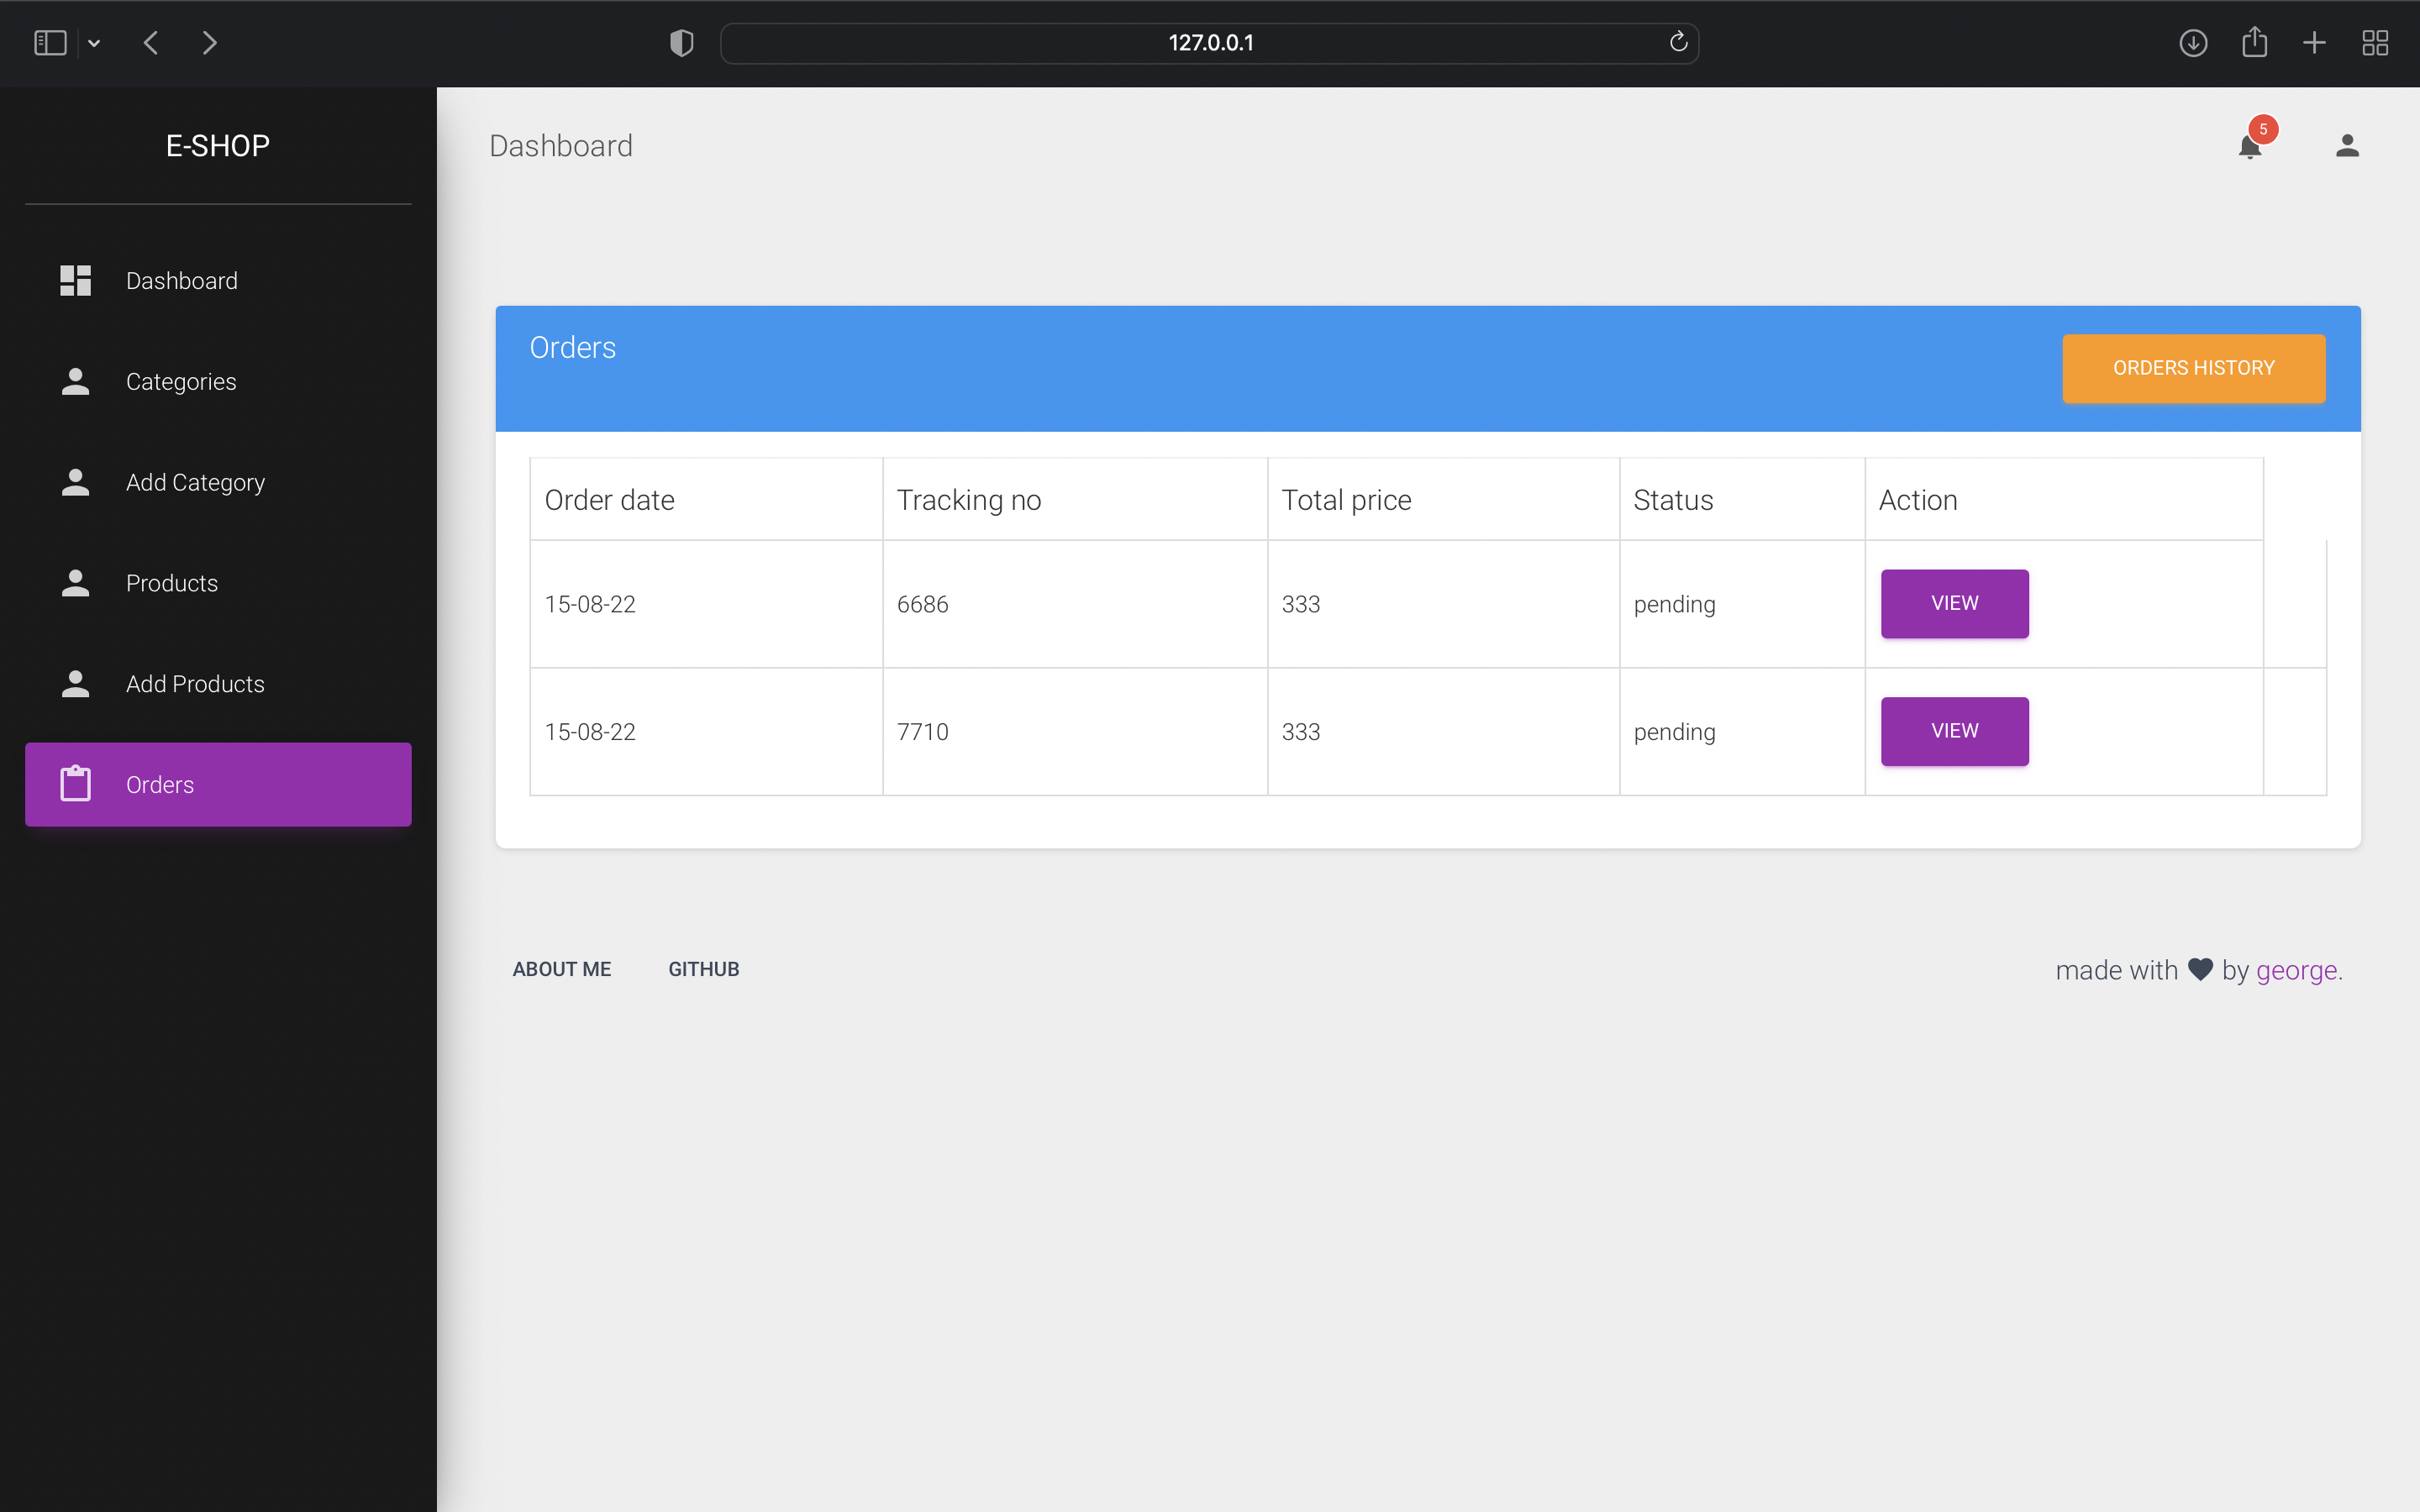 127.0.0.1
E-SHOP
Dashboard
Categories
Add Category
Products
Add Products
Orders
Dashboard
5
Orders
ORDERS HISTORY
Order date Tracking no Total price Status Action
15-08-22 6686 333 pending VIEW
15-08-22 7710 333 pending VIEW
ABOUT ME GITHUB
made with ♥ by george.